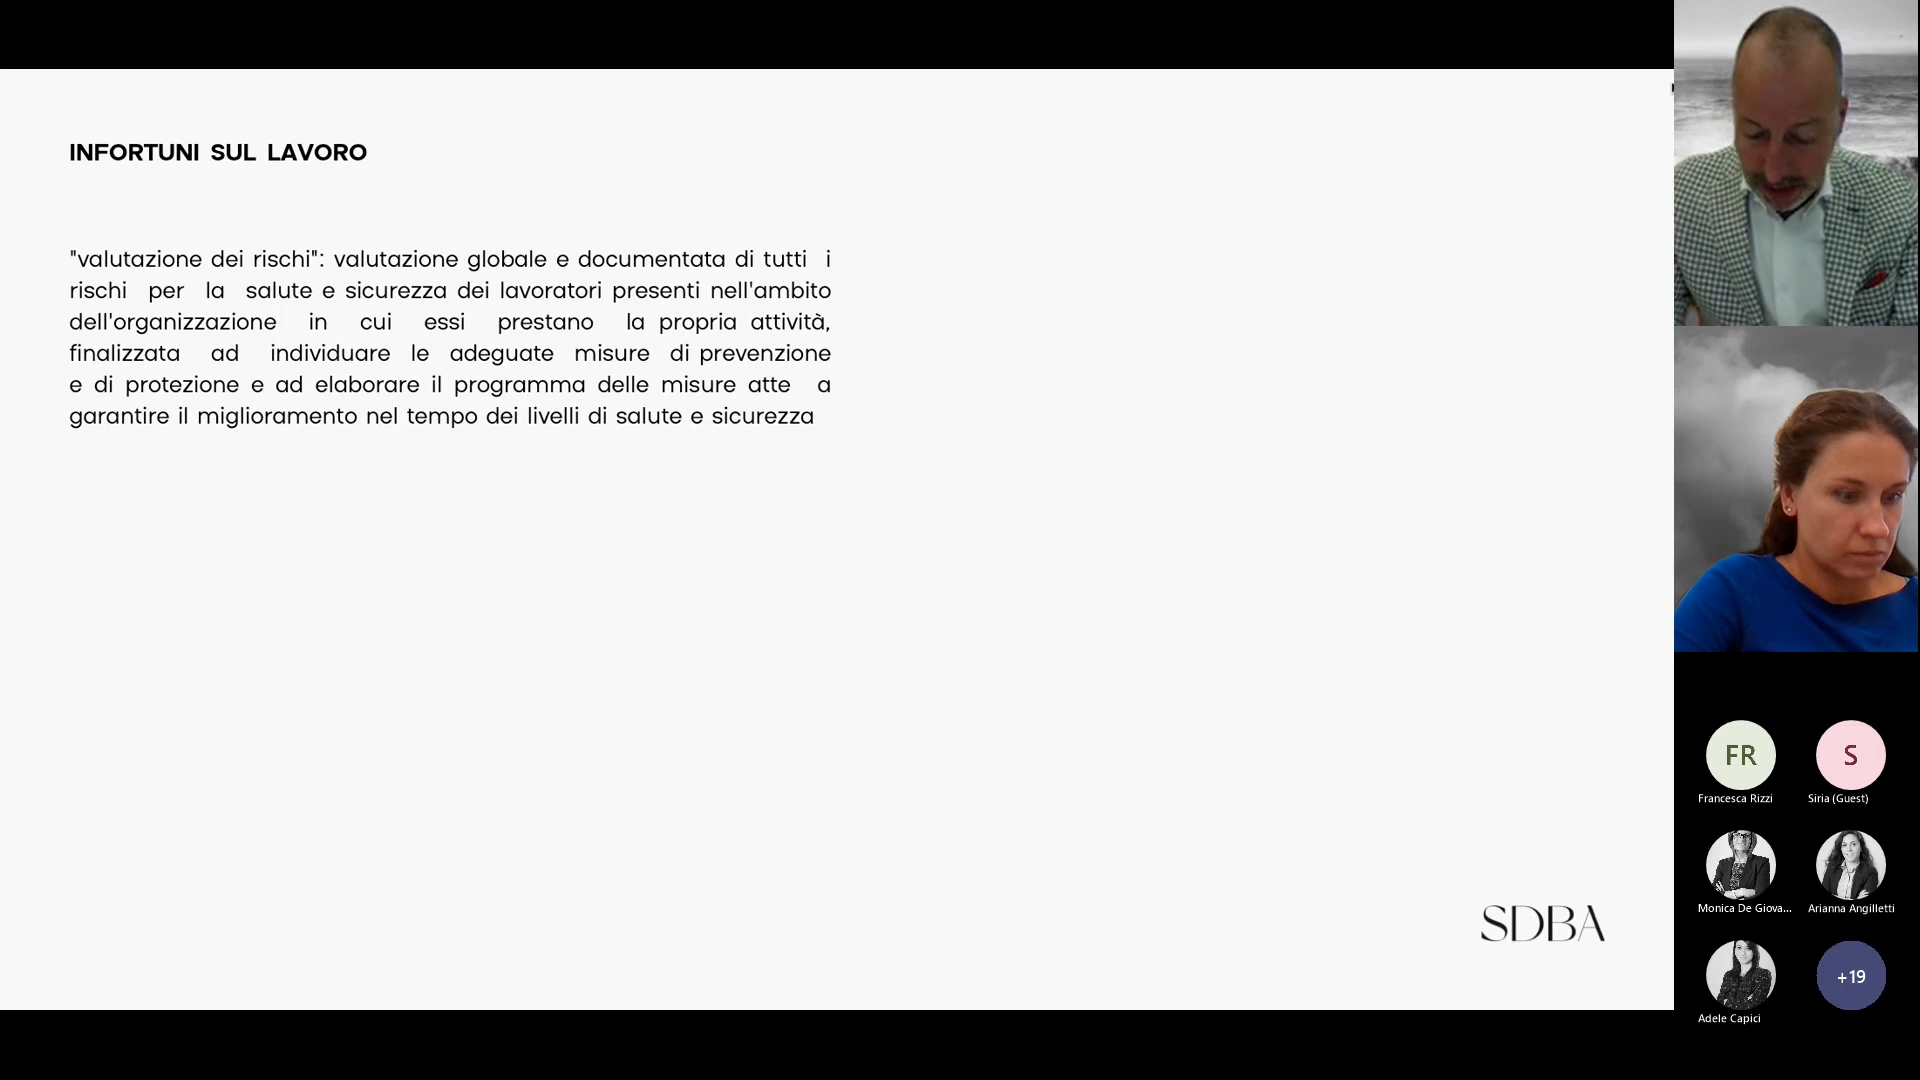 INFORTUNI SUL LAVORO
"valutazione dei rischi": valutazione globale e documentata di tutti i
rischi per la salute e sicurezza dei lavoratori presenti nell'ambito
dell'organizzazione in cui essi prestano la propria attività,
finalizzata ad individuare le adeguate misure di prevenzione
e di protezione e ad elaborare il programma delle misure atte a
garantire il miglioramento nel tempo dei livelli di salute e sicurezza
SDBA
FR
S
Francesca Rizzi
Siria (Guest)
Monica De Giova...
Arianna Angilletti
+19
Adele Capici